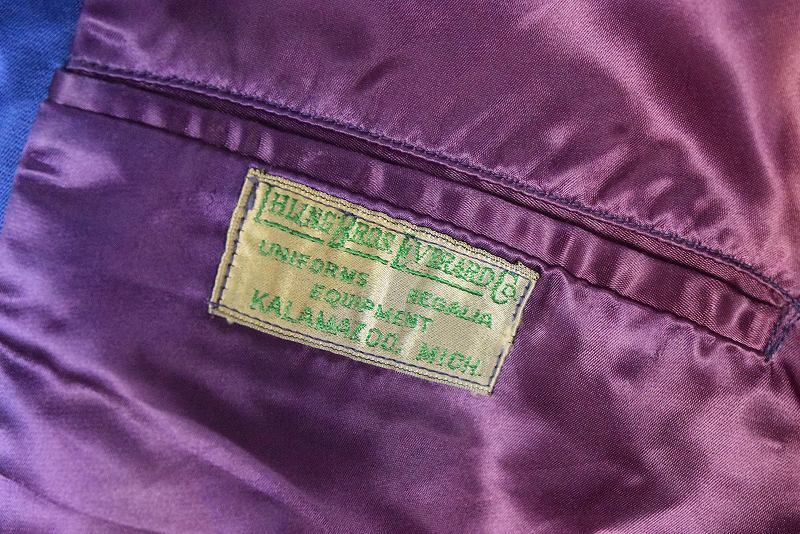 IHLING BROS. EVERARD CO.
UNIFORMS REGALIA
EQUIPMENT
KALAMAZOO, MICH.